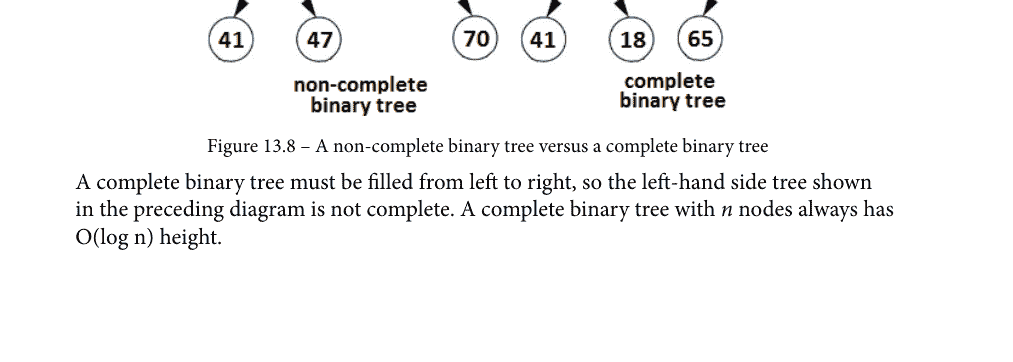 41 47 70 41 18 65
non-complete
binary tree
complete
binary tree
Figure 13.8 – A non-complete binary tree versus a complete binary tree
A complete binary tree must be filled from left to right, so the left-hand side tree shown
in the preceding diagram is not complete. A complete binary tree with n nodes always has
O(log n) height.